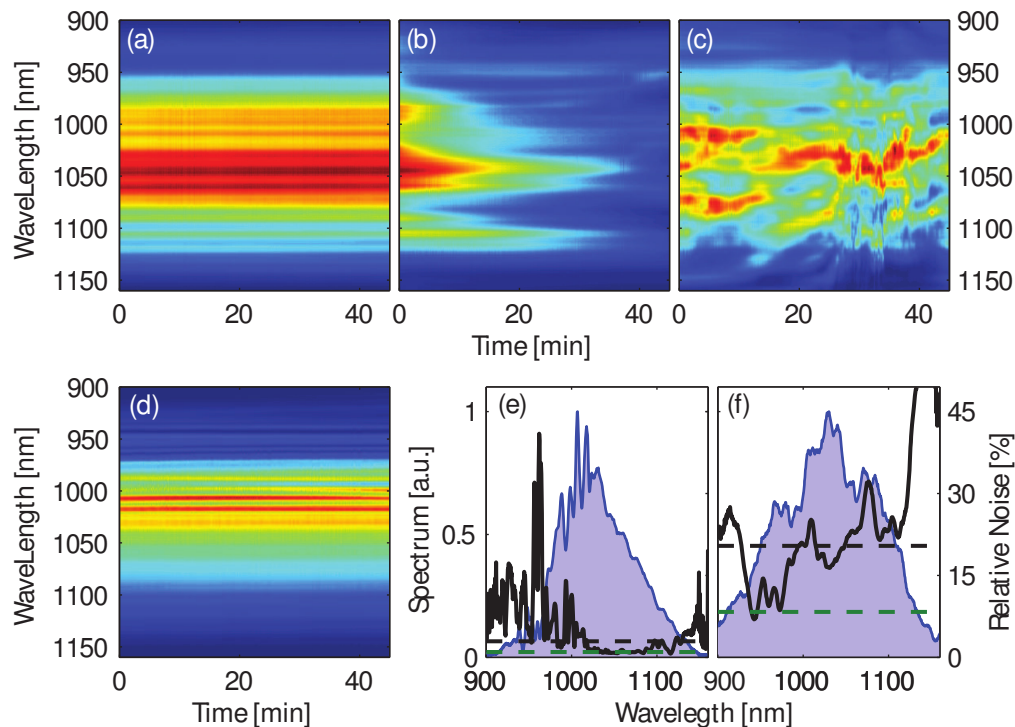 (a) (b) (c)
WaveLength [nm]
900 950 1000 1050 1100 1150
0 20 40
0 20 40
0 20 40
900 950 1000 1050 1100 1150
Time [min]
(d)
WaveLength [nm]
900 950 1000 1050 1100 1150
0 20 40
Time [min]
(e) (f)
Spectrum [a.u.]
1 0.5 0
900 1000 1100
900 1000 1100
45 30 15 0
Relative Noise [%]
Wavelegth [nm]